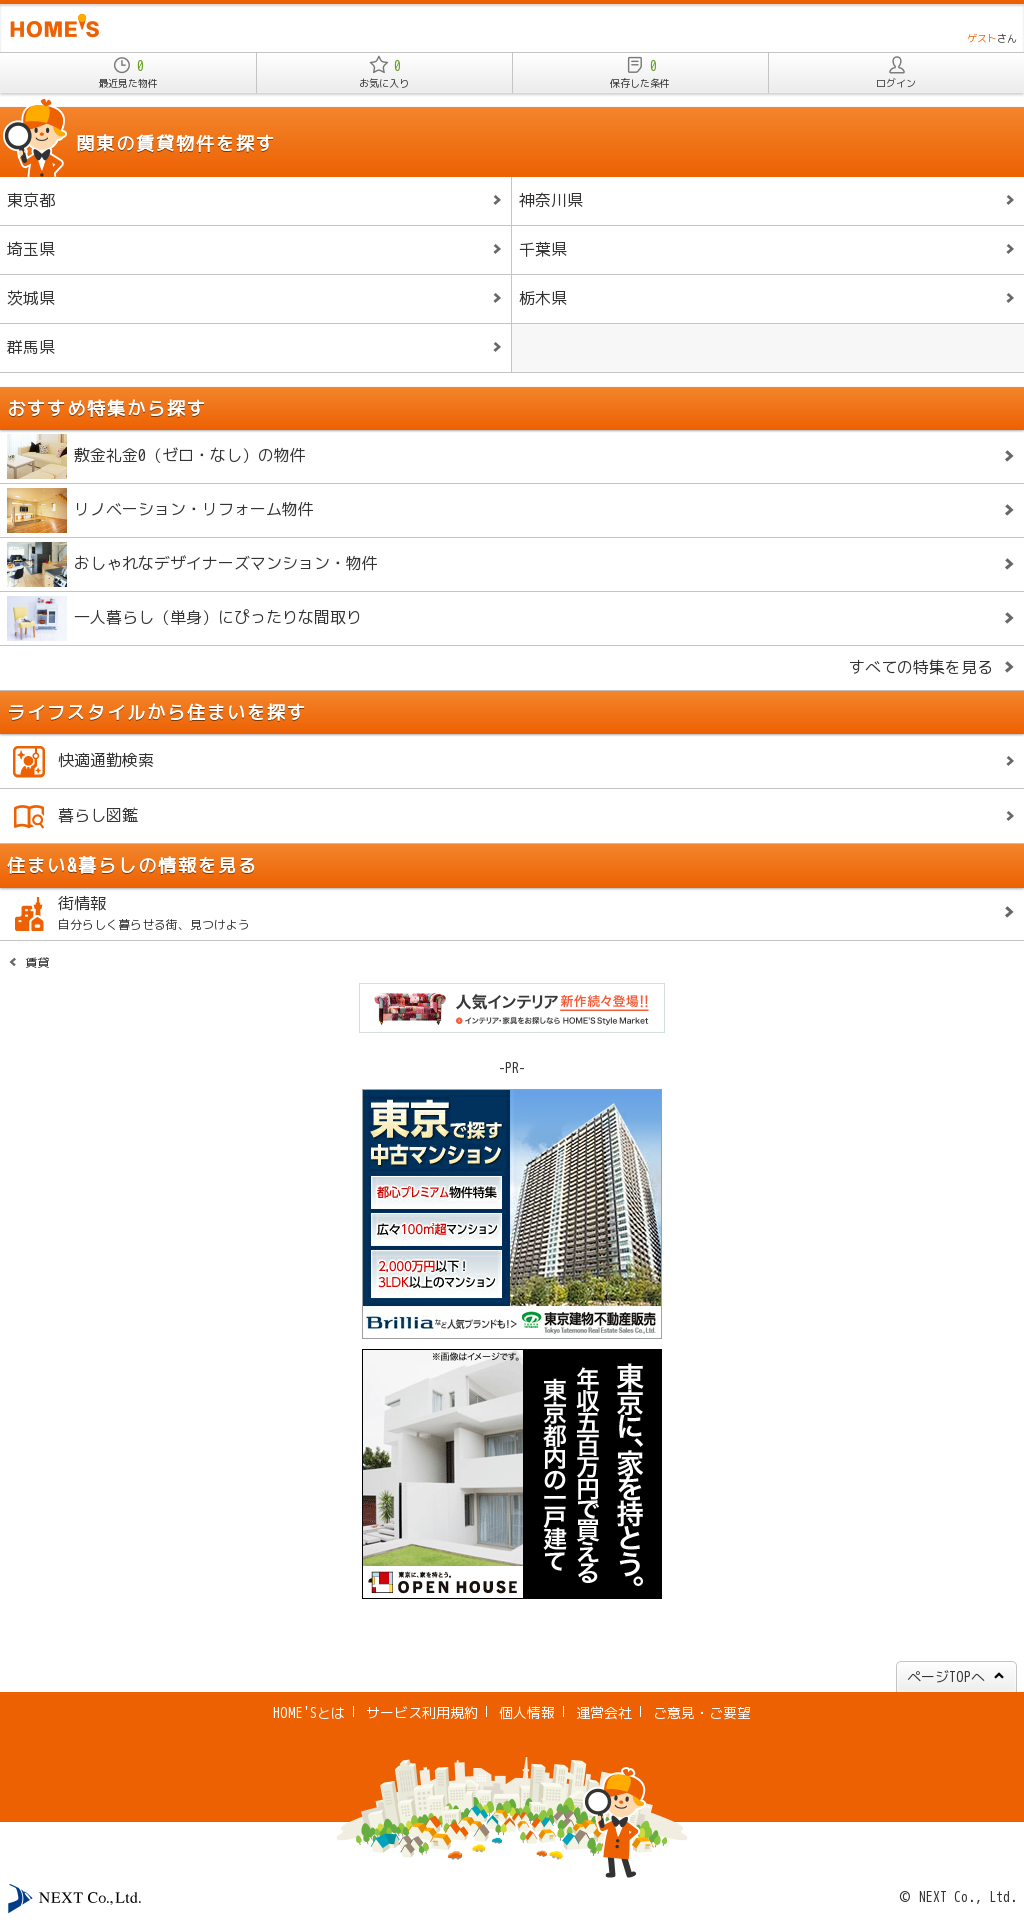 HOME'S
ゲストさん
0
最近見た物件
0
お気に入り
0
保存した条件
ログイン
関東の賃貸物件を探す
東京都
神奈川県
埼玉県
千葉県
茨城県
栃木県
群馬県
おすすめ特集から探す
敷金礼金0（ゼロ・なし）の物件
リノベーション・リフォーム物件
おしゃれなデザイナーズマンション・物件
一人暮らし（単身）にぴったりな間取り
すべての特集を見る
ライフスタイルから住まいを探す
快適通勤検索
暮らし図鑑
住まい&暮らしの情報を見る
街情報
自分らしく暮らせる街、見つけよう
賃貸
人気インテリア新作続々登場!!
インテリア・家具をお探しなら HOME'S Style Market
-PR-
東京で探す
中古マンション
都心プレミアム物件特集
広々100㎡超マンション
2,000万円以下！
3LDK以上のマンション
Brilliaなど人気ブランドも！>
東京建物不動産販売
Tokyo Tatemono Real Estate Sales Co.,Ltd.
※画像はイメージです。
東京に、家を持とう。
年収五百万円で買える
東京都内の一戸建て
東京に、家を持とう。
OPEN HOUSE
ページTOPへ
HOME'Sとは
サービス利用規約
個人情報
運営会社
ご意見・ご要望
NEXT Co.,Ltd.
© NEXT Co., Ltd.